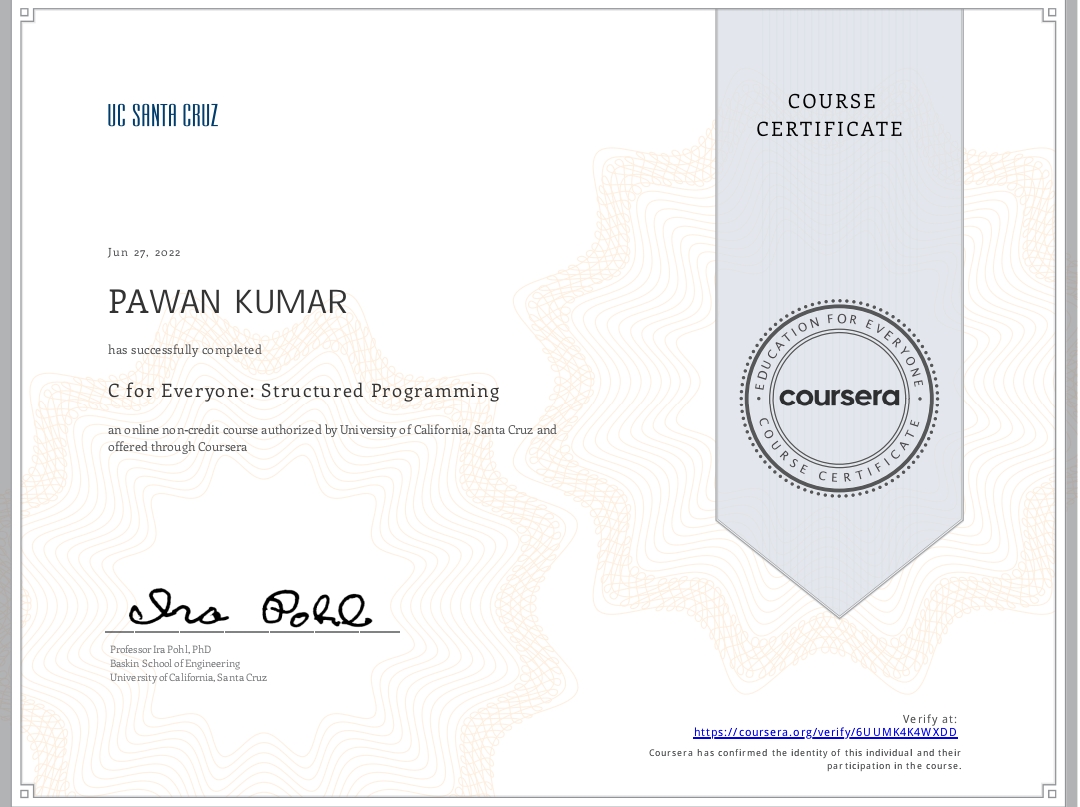 UC SANTA CRUZ
COURSE
CERTIFICATE
Jun 27, 2022
PAWAN KUMAR
has successfully completed
C for Everyone: Structured Programming
an online non-credit course authorized by University of California, Santa Cruz and
offered through Coursera
EDUCATION FOR EVERYONE
coursera
COURSE CERTIFICATE
Ira Pohl
Professor Ira Pohl, PhD
Baskin School of Engineering
University of California, Santa Cruz
Verify at:
https://coursera.org/verify/6UUMK4K4WXDD
Coursera has confirmed the identity of this individual and their
participation in the course.